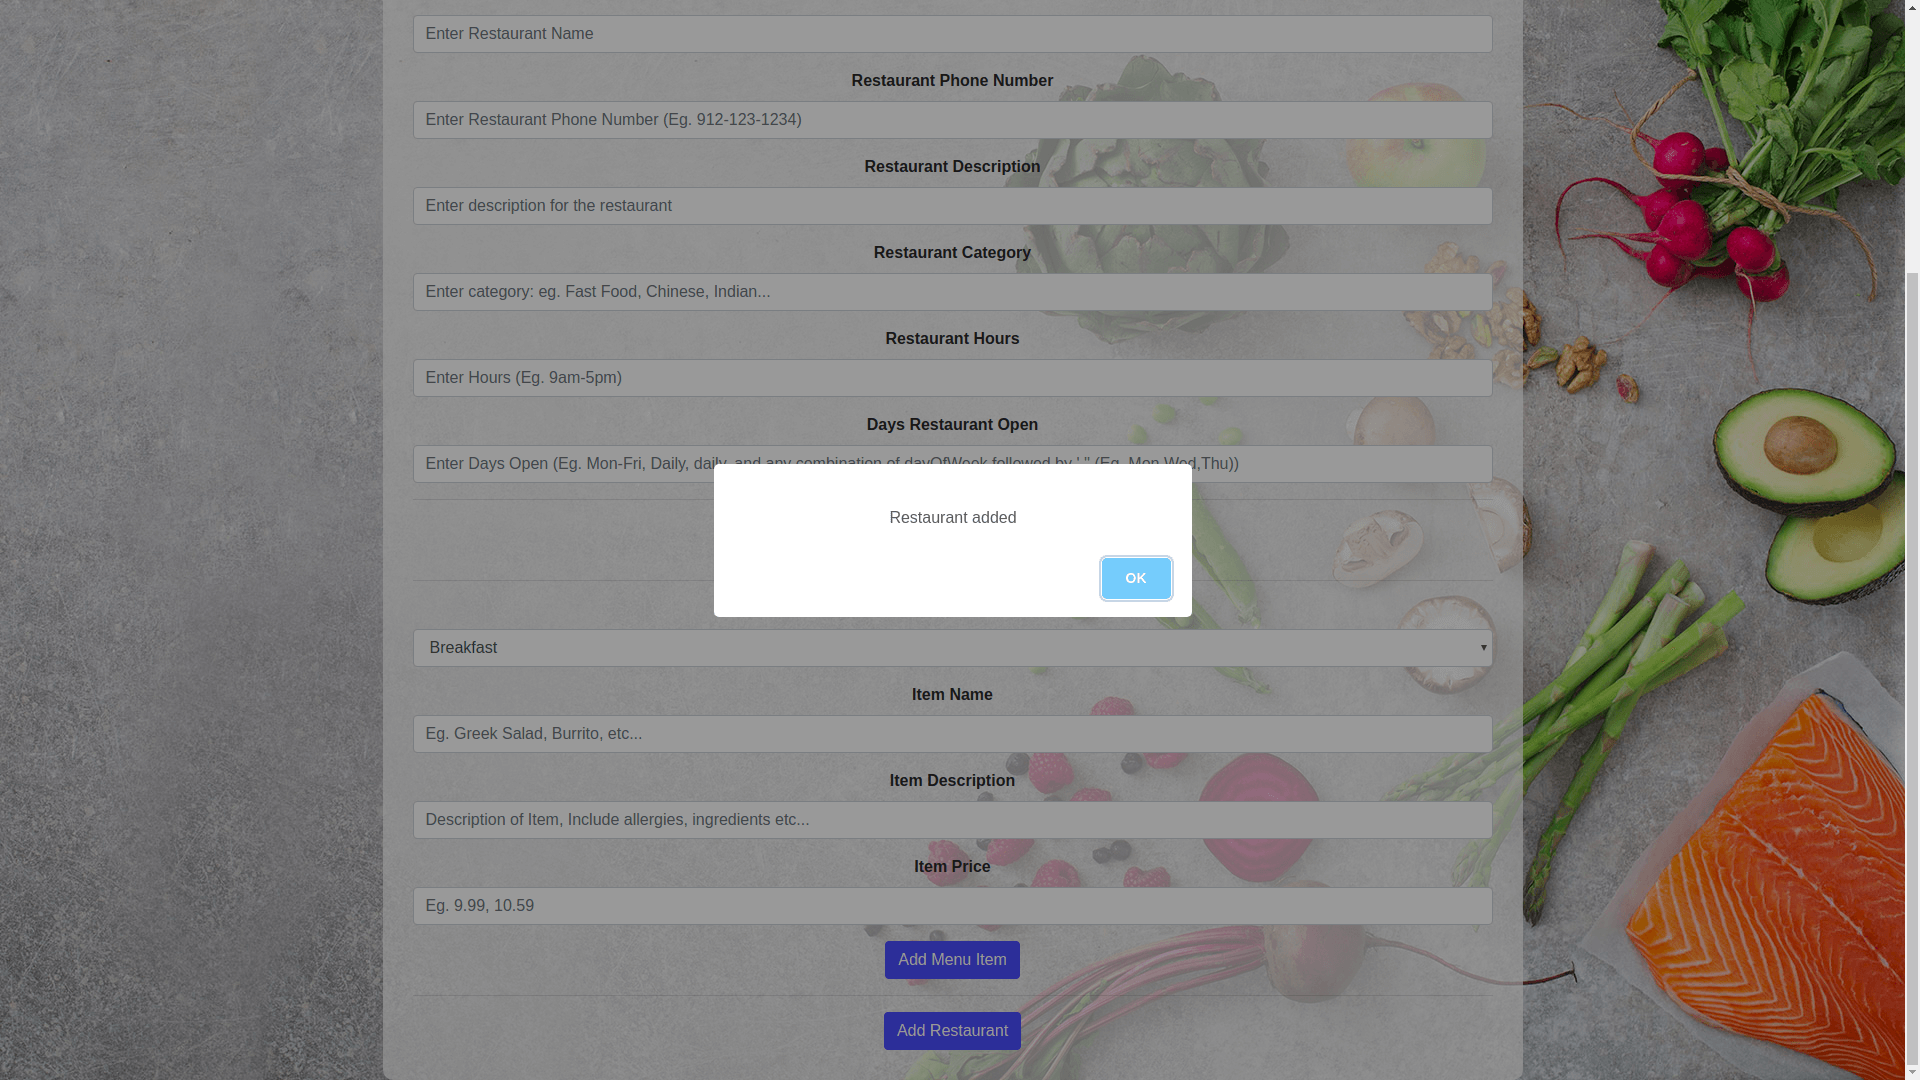 Enter Restaurant Name
Restaurant Phone Number
Enter Restaurant Phone Number (Eg. 912-123-1234)
Restaurant Description
Enter description for the restaurant
Restaurant Category
Enter category: eg. Fast Food, Chinese, Indian...
Restaurant Hours
Enter Hours (Eg. 9am-5pm)
Days Restaurant Open
Enter Days Open (Eg. Mon-Fri, Daily, daily, and any combination of dayOfWeek followed by ',' (Eg. Mon,Wed,Thu))
Restaurant added
OK
Breakfast
Item Name
Eg. Greek Salad, Burrito, etc...
Item Description
Description of Item, Include allergies, ingredients etc...
Item Price
Eg. 9.99, 10.59
Add Menu Item
Add Restaurant